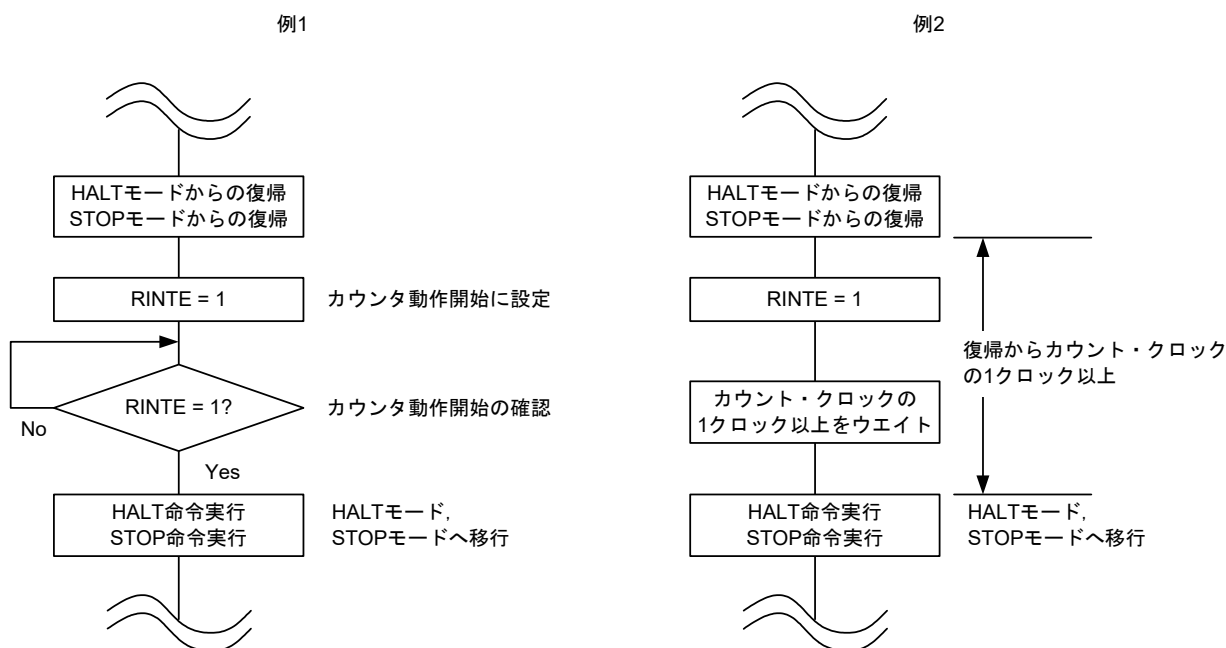 例1
HALTモードからの復帰
STOPモードからの復帰
RINTE = 1
カウンタ動作開始に設定
RINTE = 1?
カウンタ動作開始の確認
No
Yes
HALT命令実行
STOP命令実行
HALTモード,
STOPモードへ移行
例2
HALTモードからの復帰
STOPモードからの復帰
RINTE = 1
復帰からカウント・クロック
の1クロック以上
カウント・クロックの
1クロック以上をウエイト
HALT命令実行
STOP命令実行
HALTモード,
STOPモードへ移行